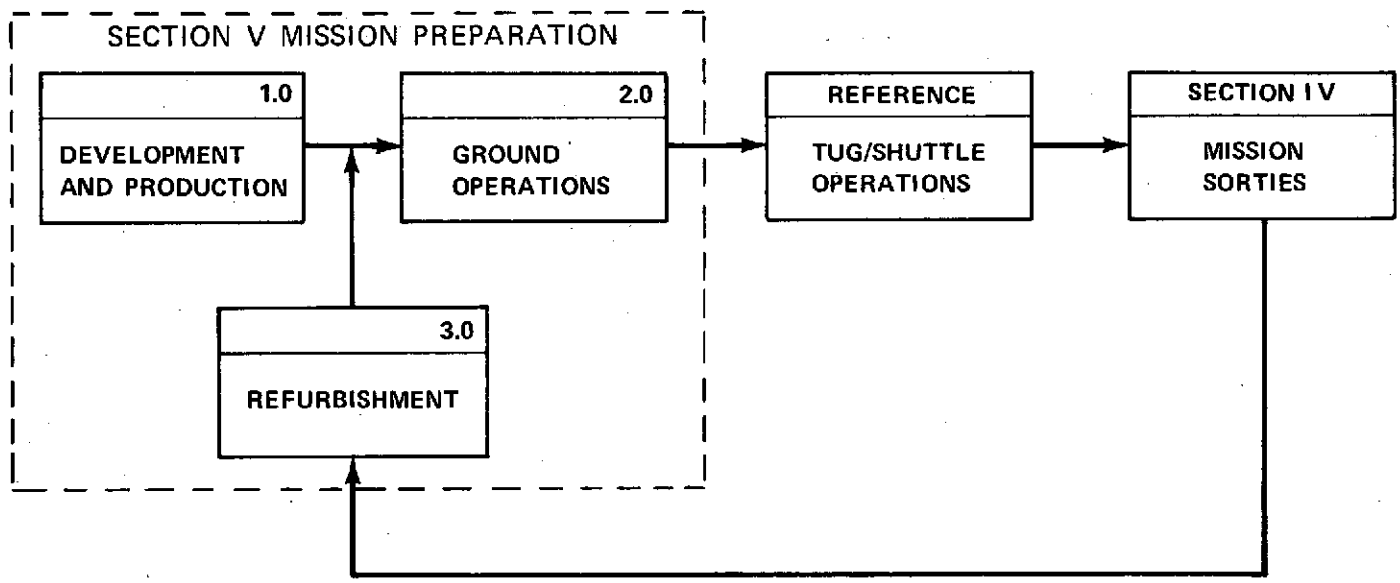 SECTION V MISSION PREPARATION
1.0
DEVELOPMENT
AND PRODUCTION
2.0
GROUND
OPERATIONS
REFERENCE
TUG/SHUTTLE
OPERATIONS
SECTION IV
MISSION
SORTIES
3.0
REFURBISHMENT